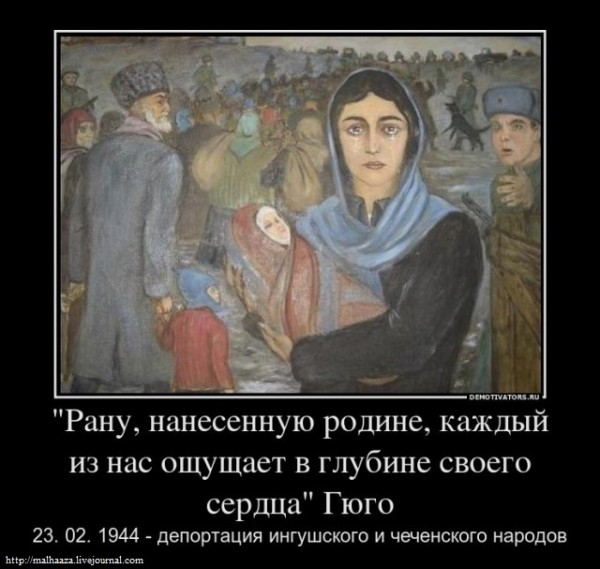 DEMOTIVATORS.RU
"Рану, нанесенную родине, каждый
из нас ощущает в глубине своего
сердца" Гюго
23. 02. 1944 - депортация ингушского и чеченского народов
http://malhaaza.livejournal.com